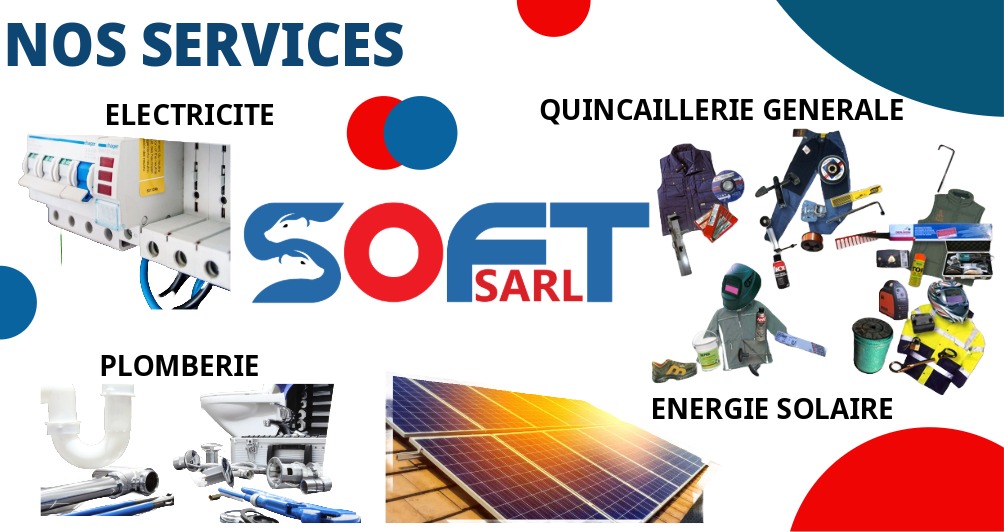 NOS SERVICES
ELECTRICITE
QUINCAILLERIE GENERALE
SOFT
SARL
PLOMBERIE
ENERGIE SOLAIRE